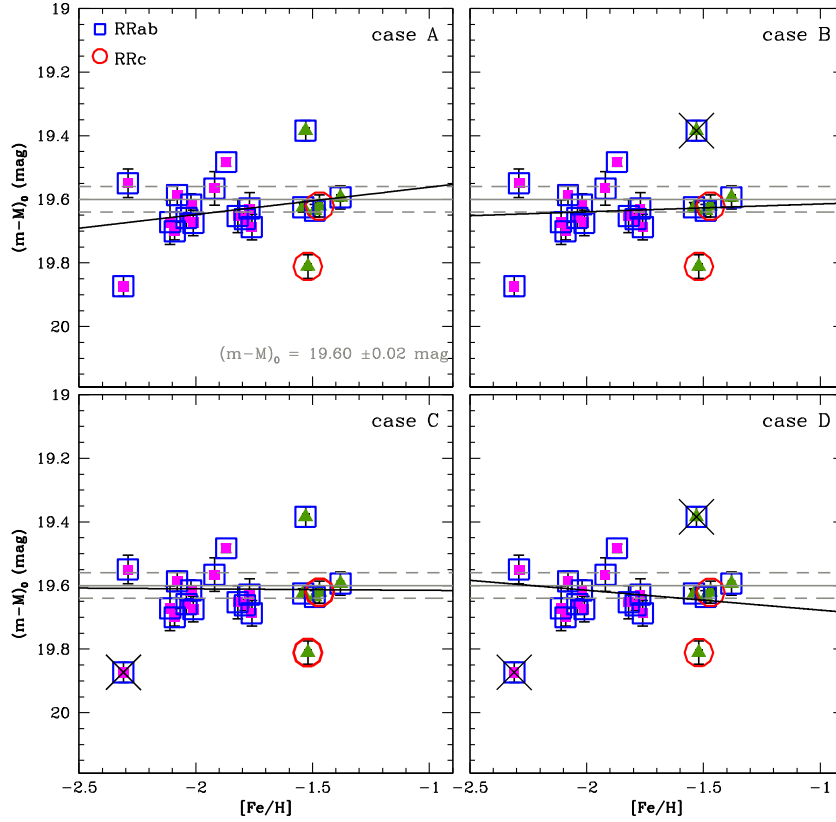 19
19.2
19.4
19.6
19.8
20
(m−M)₀ (mag)
RRab
RRc
case A
(m−M)₀ = 19.60 ±0.02 mag
case B
19
19.2
19.4
19.6
19.8
20
(m−M)₀ (mag)
case C
case D
−2.5
−2
−1.5
−1
[Fe/H]
−2.5
−2
−1.5
−1
[Fe/H]